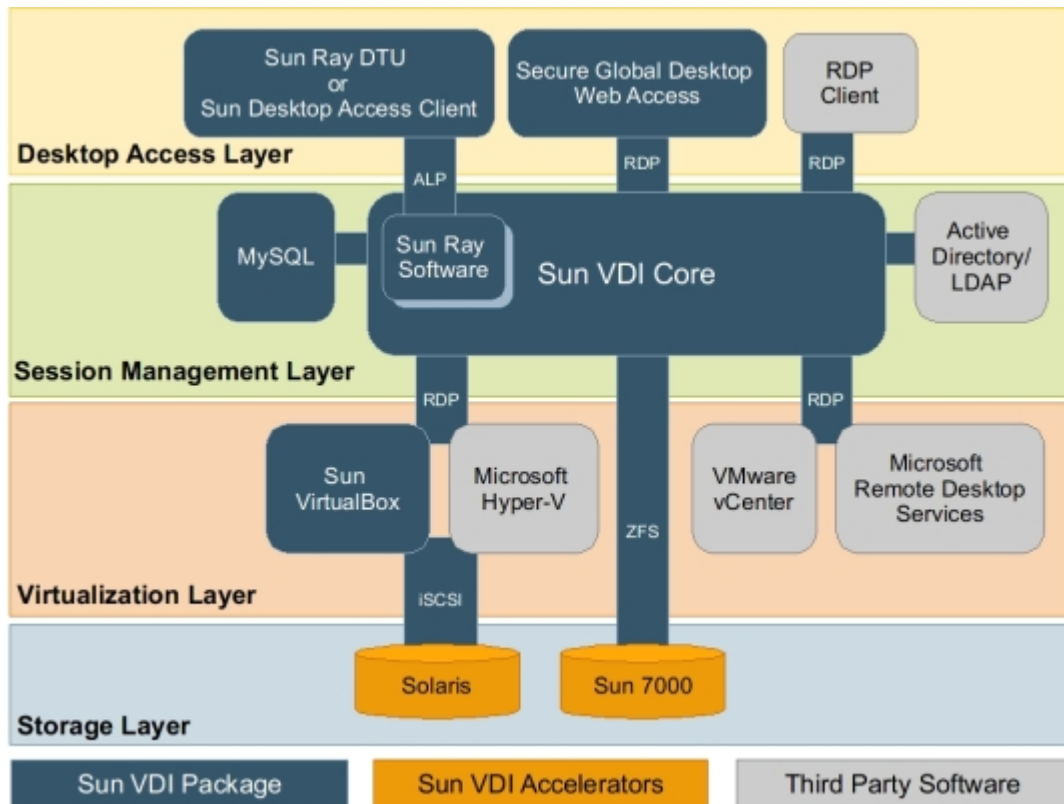 Sun Ray DTU
or
Sun Desktop Access Client
Secure Global Desktop
Web Access
RDP
Client
Desktop Access Layer
ALP
RDP
RDP
MySQL
Sun Ray
Software
Sun VDI Core
Active
Directory/
LDAP
Session Management Layer
RDP
RDP
Sun
VirtualBox
Microsoft
Hyper-V
ZFS
VMware
vCenter
Microsoft
Remote Desktop
Services
Virtualization Layer
iSCSI
Solaris
Sun 7000
Storage Layer
Sun VDI Package
Sun VDI Accelerators
Third Party Software